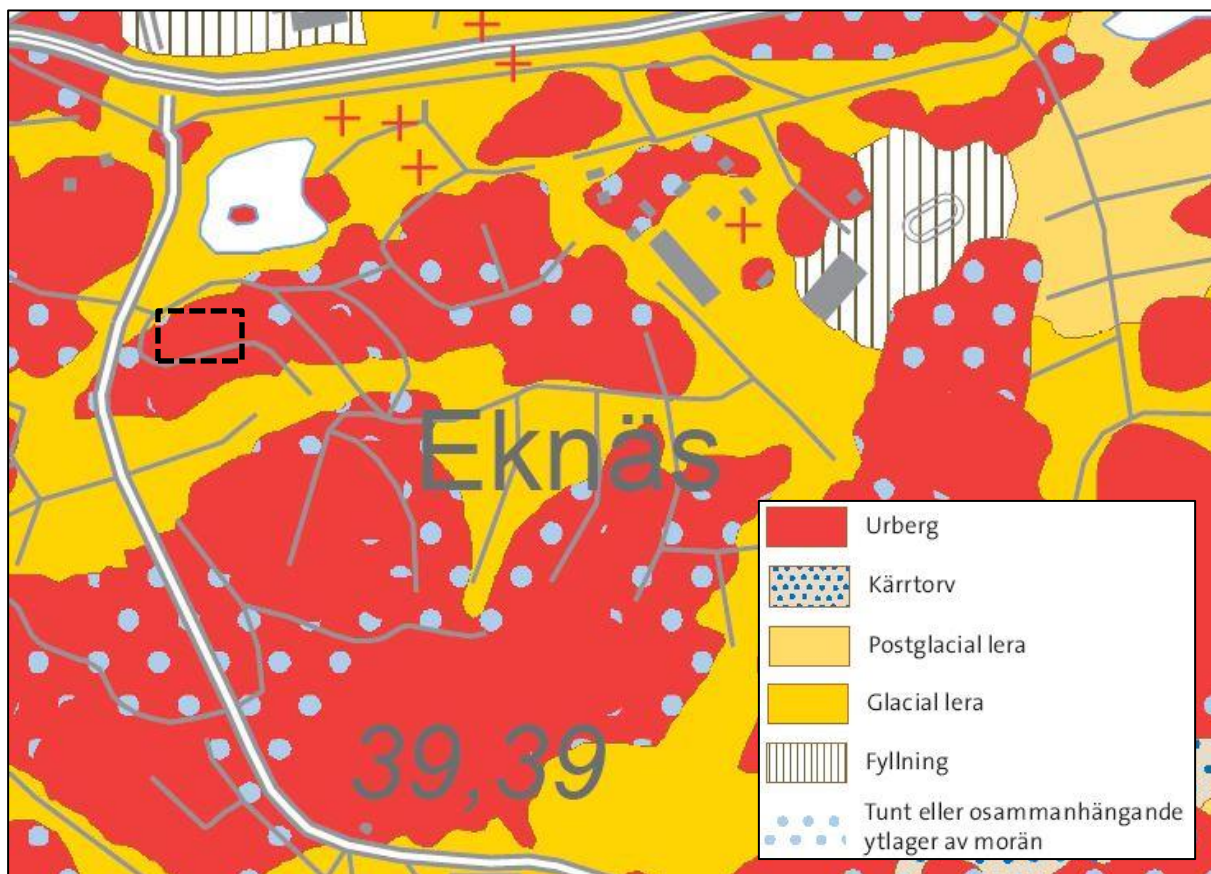 Eknäs
39,39
Urberg
Kärrtorv
Postglacial lera
Glacial lera
Fyllning
Tunt eller osammanhängande
ytlager av morän